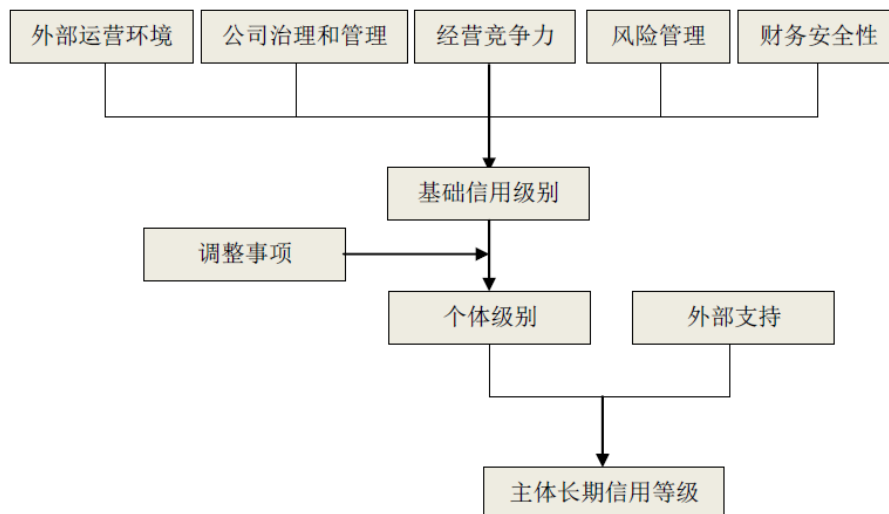 外部运营环境
公司治理和管理
经营竞争力
风险管理
财务安全性
基础信用级别
调整事项
个体级别
外部支持
主体长期信用等级